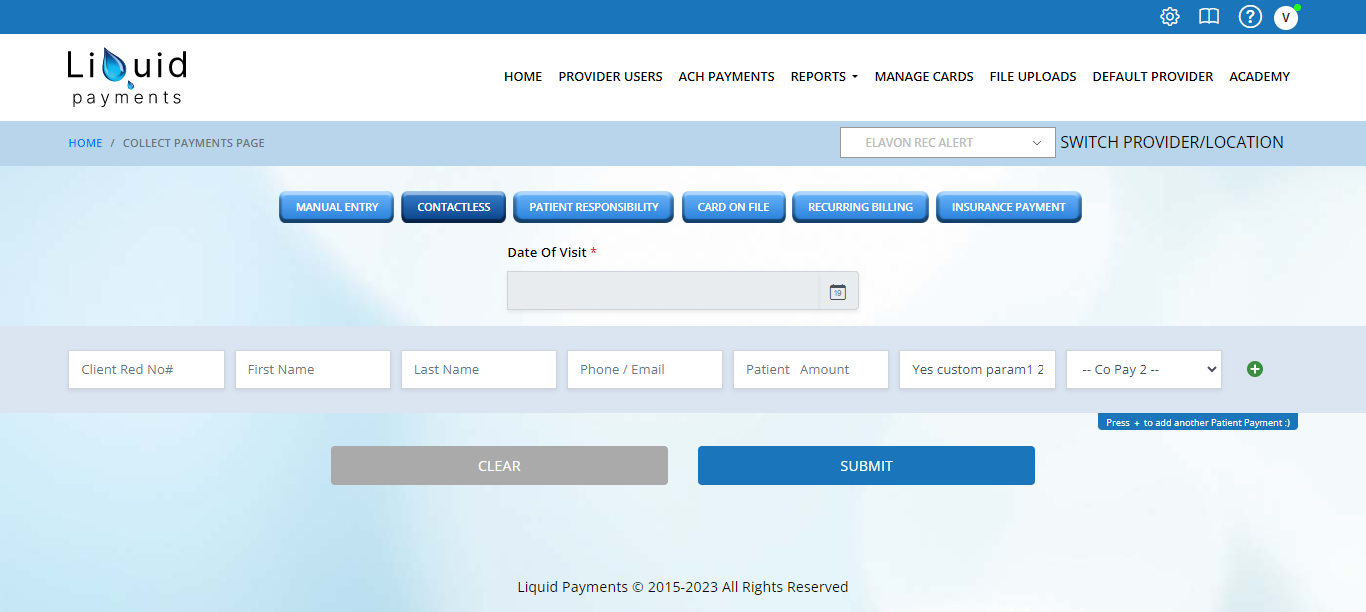 V
Liquid
payments
HOME PROVIDER USERS ACH PAYMENTS REPORTS MANAGE CARDS FILE UPLOADS DEFAULT PROVIDER ACADEMY
HOME / COLLECT PAYMENTS PAGE ELAVON REC ALERT SWITCH PROVIDER/LOCATION
MANUAL ENTRY CONTACTLESS PATIENT RESPONSIBILITY CARD ON FILE RECURRING BILLING INSURANCE PAYMENT
Date Of Visit *
19
Client Red No# First Name Last Name Phone / Email Patient Amount Yes custom param1 2 -- Co Pay 2 --
Press + to add another Patient Payment :)
CLEAR SUBMIT
Liquid Payments © 2015-2023 All Rights Reserved